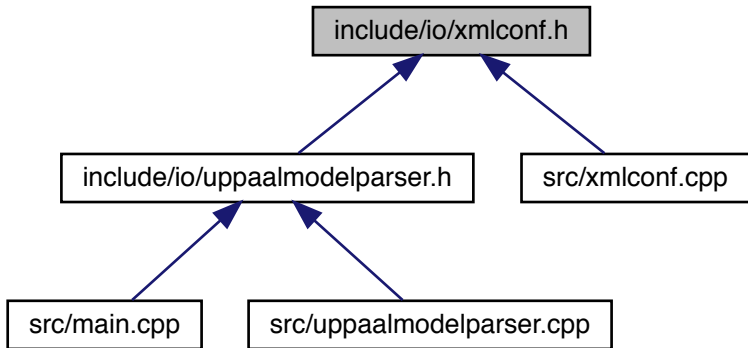 include/io/xmlconf.h
include/io/uppaalmodelparser.h
src/xmlconf.cpp
src/main.cpp
src/uppaalmodelparser.cpp